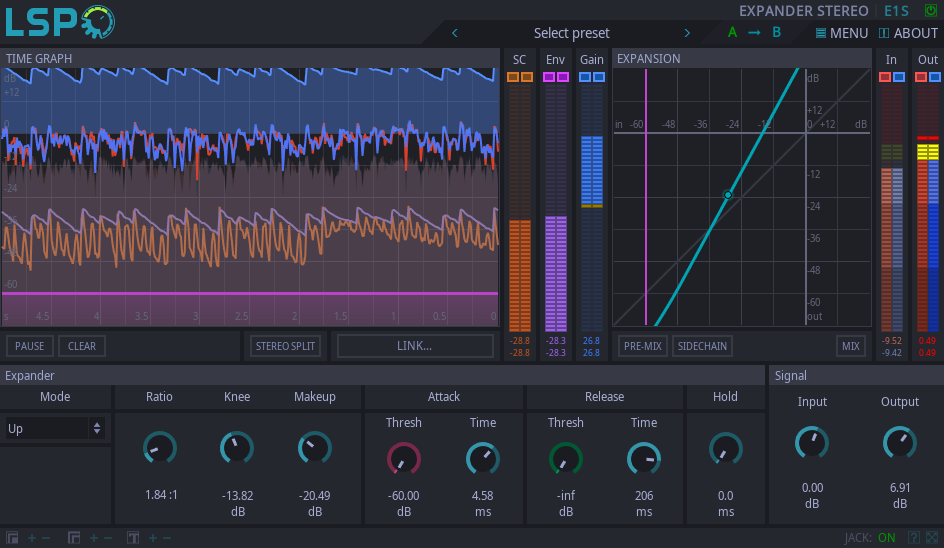 LSP
EXPANDER STEREO E1S
Select preset
A → B
MENU
ABOUT
TIME GRAPH
SC
Env
Gain
EXPANSION
In
Out
dB
+12
0
-24
-60
s 4.5 4 3.5 3 2.5 2 1.5 1 0.5 0
dB
+12
in -60 -48 -36 -24 -12 0 +12 dB
-12
-24
-36
-48
-60
out
-28.8
-28.8
-28.3
-28.3
26.8
26.8
-9.52
-9.42
0.49
0.49
PAUSE
CLEAR
STEREO SPLIT
LINK...
PRE-MIX
SIDECHAIN
MIX
Expander
Signal
Mode
Ratio
Knee
Makeup
Attack
Release
Hold
Input
Output
Thresh
Time
Thresh
Time
Up
1.84 :1
-13.82
dB
-20.49
dB
-60.00
dB
4.58
ms
-inf
dB
206
ms
0.0
ms
0.00
dB
6.91
dB
JACK: ON
?